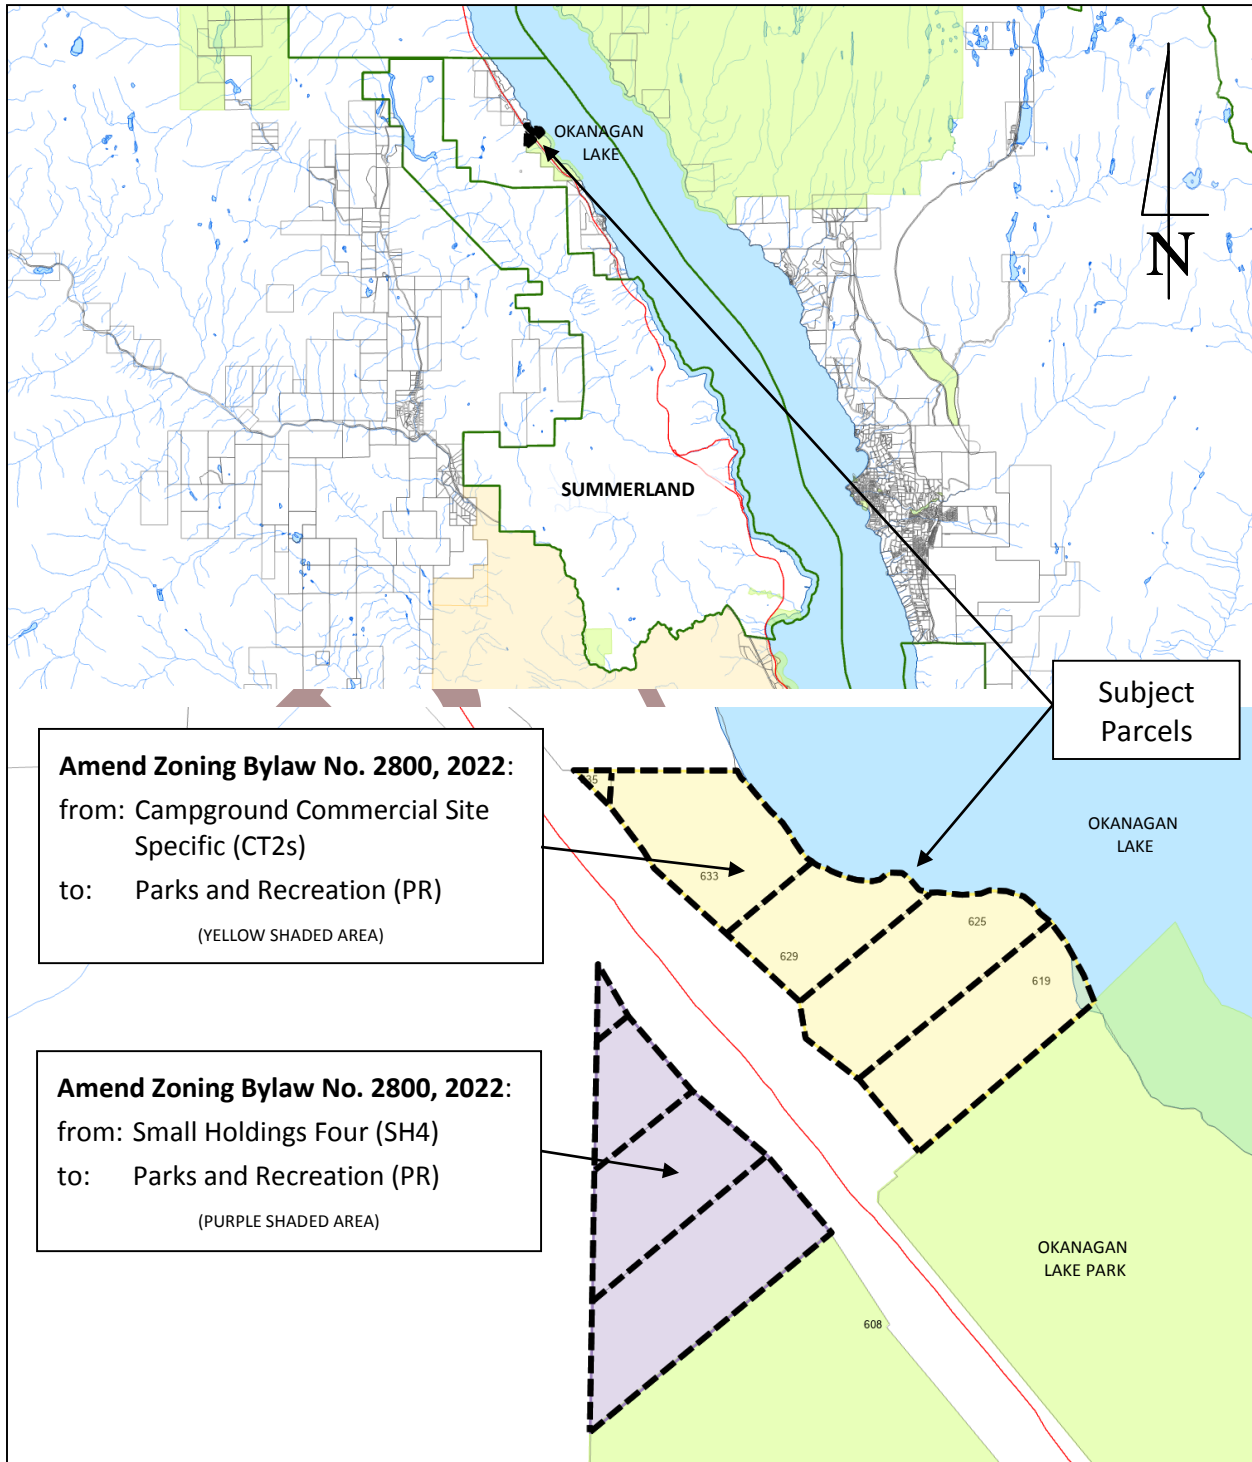 OKANAGAN
LAKE
N
SUMMERLAND
Subject
Parcels
Amend Zoning Bylaw No. 2800, 2022:
from: Campground Commercial Site
Specific (CT2s)
to: Parks and Recreation (PR)
(YELLOW SHADED AREA)
OKANAGAN
LAKE
633
629
625
619
Amend Zoning Bylaw No. 2800, 2022:
from: Small Holdings Four (SH4)
to: Parks and Recreation (PR)
(PURPLE SHADED AREA)
OKANAGAN
LAKE PARK
608